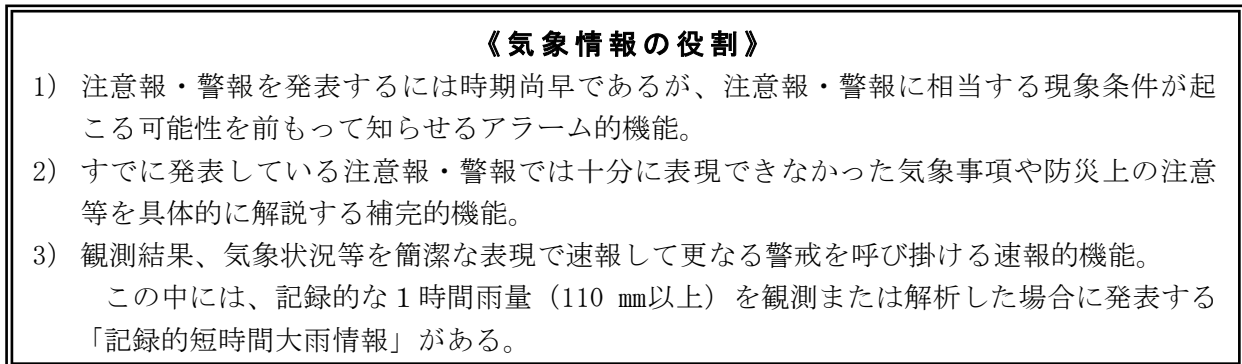 《気象情報の役割》
1) 注意報・警報を発表するには時期尚早であるが、注意報・警報に相当する現象条件が起
こる可能性を前もって知らせるアラーム的機能。
2) すでに発表している注意報・警報では十分に表現できなかった気象事項や防災上の注意
等を具体的に解説する補完的機能。
3) 観測結果、気象状況等を簡潔な表現で速報して更なる警戒を呼び掛ける速報的機能。
この中には、記録的な１時間雨量（110 mm以上）を観測または解析した場合に発表する
「記録的短時間大雨情報」がある。